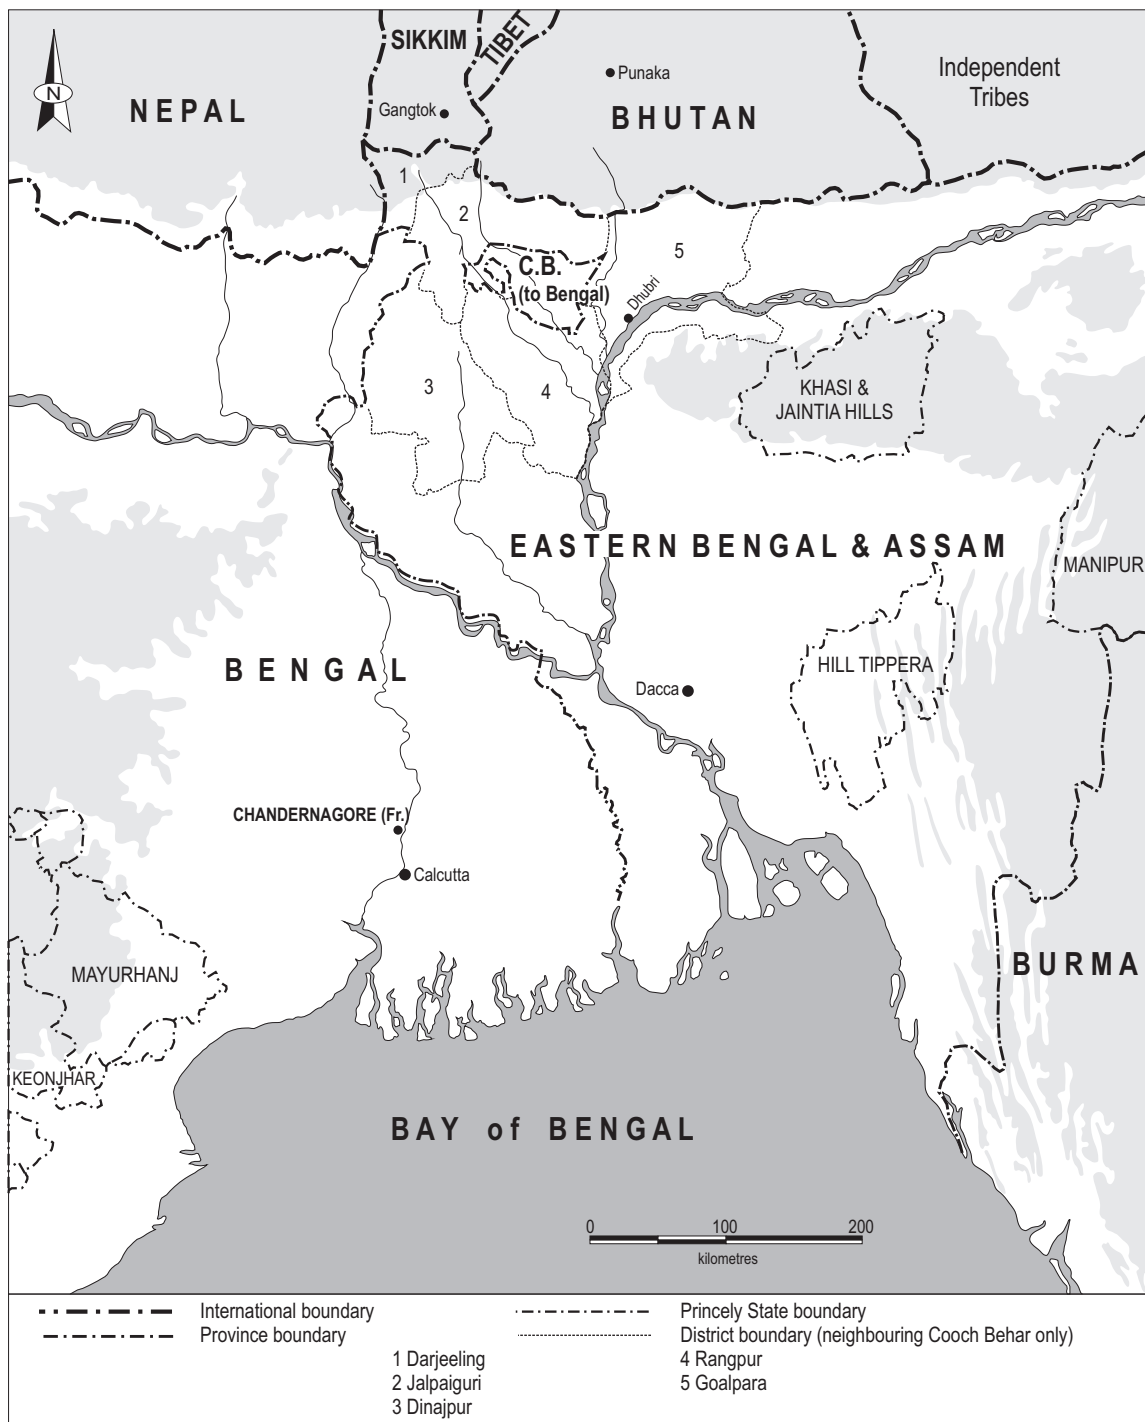 SIKKIM
TIBET
Punaka
Independent
Tribes
N
NEPAL
Gangtok
BHUTAN
1
2
5
C.B.
(to Bengal)
Dhubri
3
4
KHASI &
JAINTIA HILLS
EASTERN BENGAL & ASSAM
MANIPUR
BENGAL
HILL TIPPERA
Dacca
CHANDERNAGORE (Fr.)
Calcutta
MAYURHANJ
BURMA
KEONJHAR
BAY of BENGAL
0 100 200
kilometres
International boundary
Province boundary
Princely State boundary
District boundary (neighbouring Cooch Behar only)
1 Darjeeling
2 Jalpaiguri
3 Dinajpur
4 Rangpur
5 Goalpara